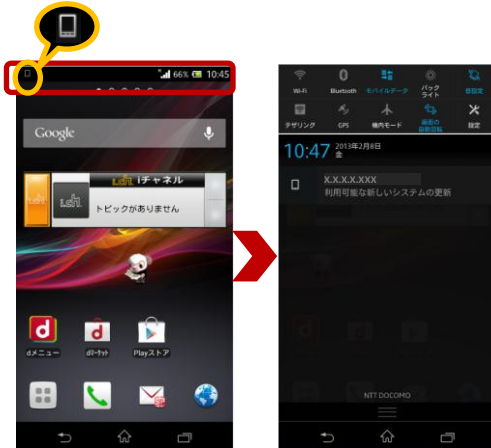 66% 10:45
Google
iチャネル
トピックがありません
dメニュー
dマーケット
Playストア
Wi-Fi
Bluetooth
モバイルデータ
バック
ライト
テザリング
GPS
機内モード
画面の
自動回転
設定
10:47 2013年2月8日
金
X.X.X.X.XXX
利用可能な新しいシステムの更新
NTT DOCOMO